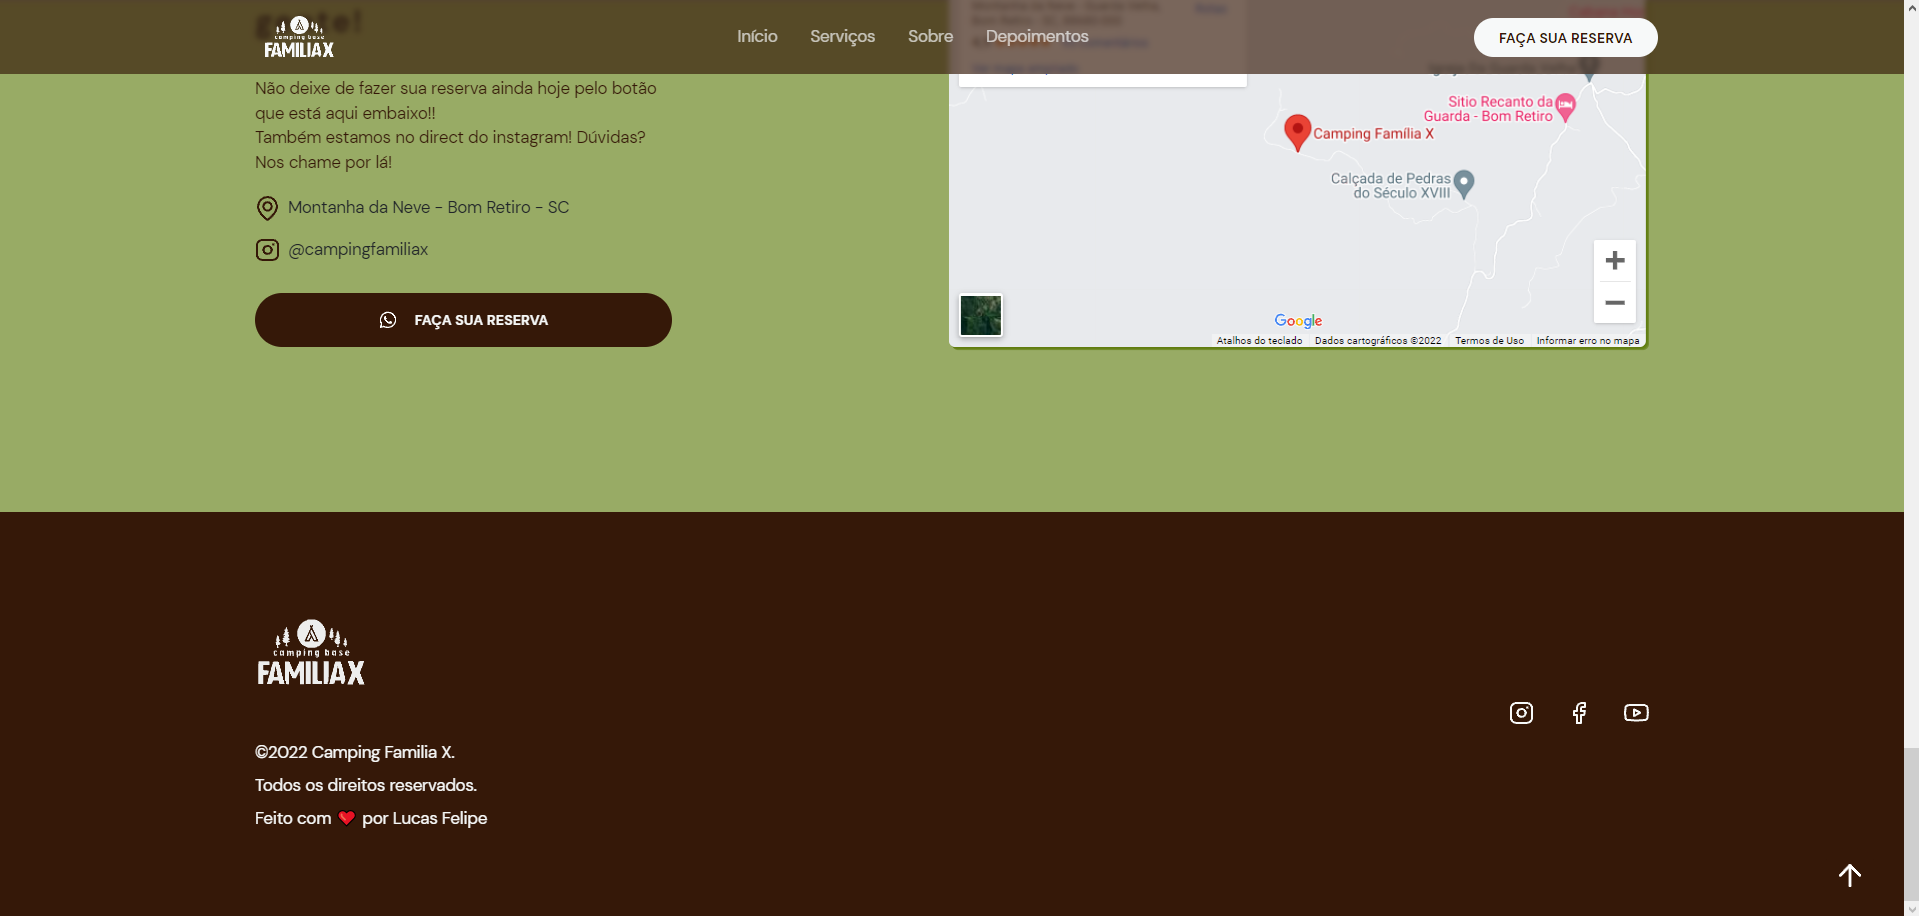 camping base
FAMILIA X
Início
Serviços
Sobre
Depoimentos
FAÇA SUA RESERVA
Não deixe de fazer sua reserva ainda hoje pelo botão
que está aqui embaixo!!
Também estamos no direct do instagram! Dúvidas?
Nos chame por lá!
Montanha da Neve - Bom Retiro - SC
@campingfamiliax
FAÇA SUA RESERVA
Sitio Recanto da
Guarda - Bom Retiro
Camping Família X
Calçada de Pedras
do Século XVIII
Google
Atalhos do teclado
Dados cartográficos ©2022
Termos de Uso
Informar erro no mapa
camping base
FAMILIA X
©2022 Camping Familia X.
Todos os direitos reservados.
Feito com ❤ por Lucas Felipe